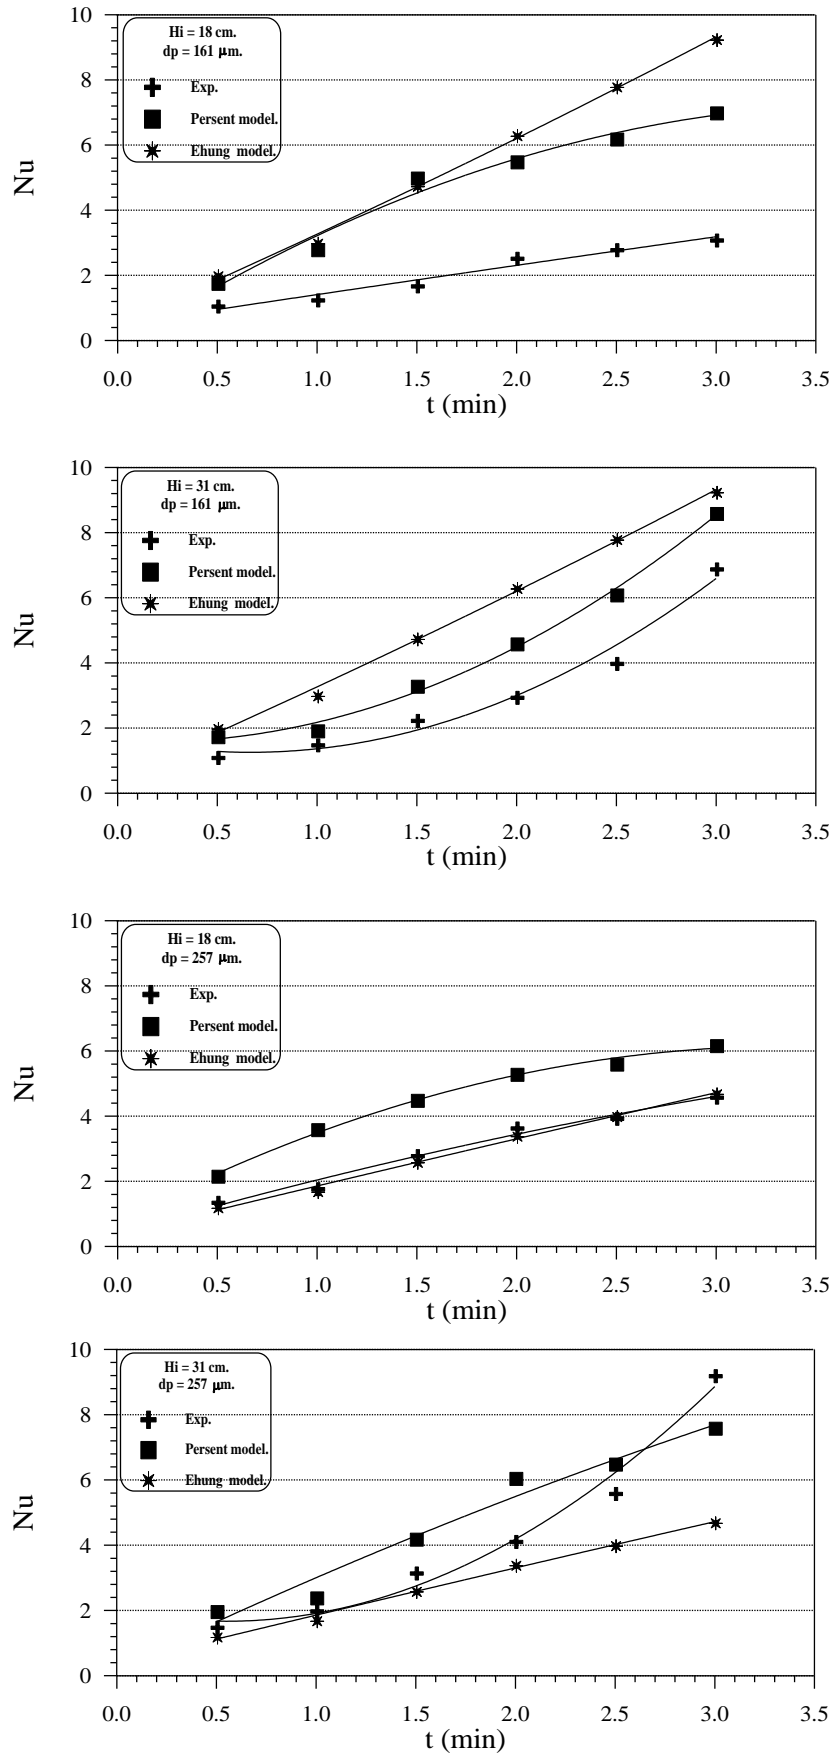 10
8
6
4
2
0
Nu
Hi = 18 cm.
dp = 161 μm.
Exp.
Persent model.
Ehung model.
0.0 0.5 1.0 1.5 2.0 2.5 3.0 3.5
t (min)
10
8
6
4
2
0
Nu
Hi = 31 cm.
dp = 161 μm.
Exp.
Persent model.
Ehung model.
0.0 0.5 1.0 1.5 2.0 2.5 3.0 3.5
t (min)
10
8
6
4
2
0
Nu
Hi = 18 cm.
dp = 257 μm.
Exp.
Persent model.
Ehung model.
0.0 0.5 1.0 1.5 2.0 2.5 3.0 3.5
t (min)
10
8
6
4
2
0
Nu
Hi = 31 cm.
dp = 257 μm.
Exp.
Persent model.
Ehung model.
0.0 0.5 1.0 1.5 2.0 2.5 3.0 3.5
t (min)